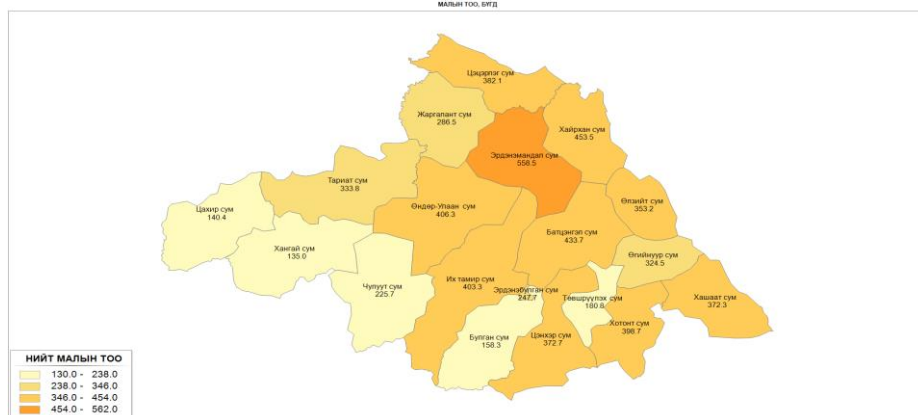 МАЛЫН ТОО, БҮГД
Цэцэрлэг сум
382.1
Жаргалант сум
286.5
Хайрхан сум
453.5
Эрдэнэмандал сум
558.5
Тариат сум
333.8
Өлзийт сум
353.2
Цахир сум
140.4
Өндөр-Улаан сум
406.3
Батцэнгэл сум
433.7
Хангай сум
135.0
Өгийнуур сум
324.5
Чулуут сум
225.7
Их тамир сум
403.3
Эрдэнэбулган сум
247.7
Төвшрүүлэх сум
180.8
Хашаат сум
372.3
Хотонт сум
398.7
Цэнхэр сум
372.7
Булган сум
158.3
НИЙТ МАЛЫН ТОО
130.0 - 238.0
238.0 - 346.0
346.0 - 454.0
454.0 - 562.0